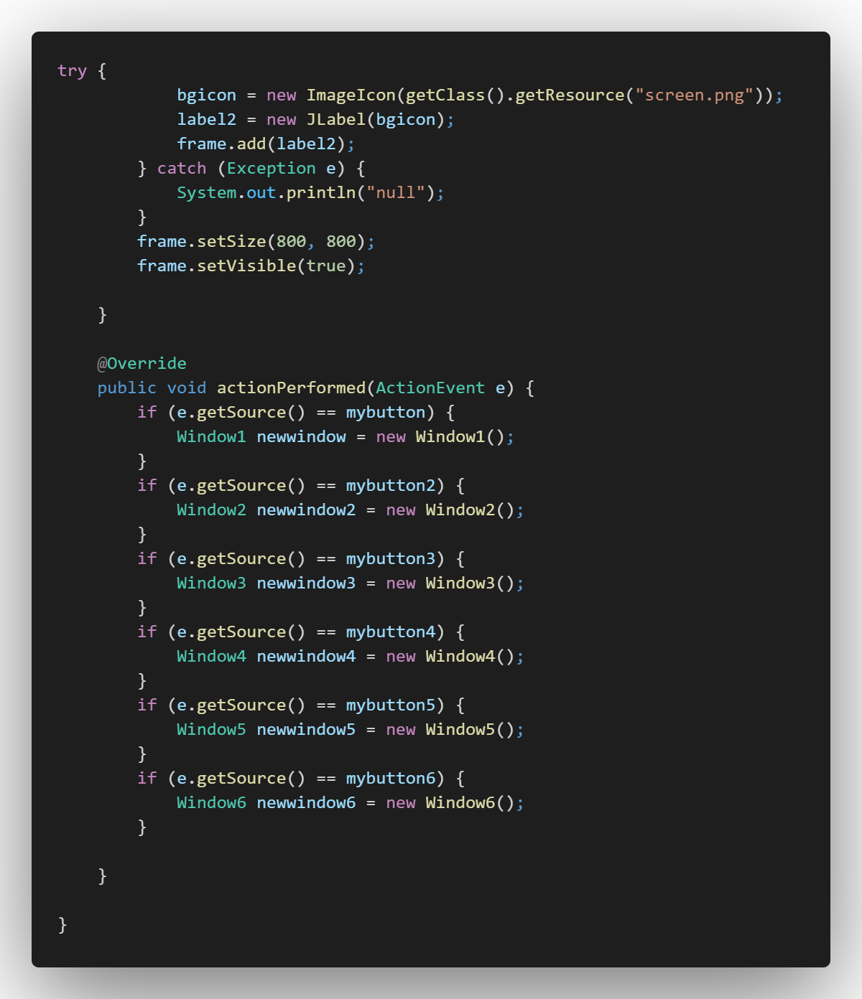 try {
            bgicon = new ImageIcon(getClass().getResource("screen.png"));
            label2 = new JLabel(bgicon);
            frame.add(label2);
        } catch (Exception e) {
            System.out.println("null");
        }
        frame.setSize(800, 800);
        frame.setVisible(true);

    }

    @Override
    public void actionPerformed(ActionEvent e) {
        if (e.getSource() == mybutton) {
            Window1 newwindow = new Window1();
        }
        if (e.getSource() == mybutton2) {
            Window2 newwindow2 = new Window2();
        }
        if (e.getSource() == mybutton3) {
            Window3 newwindow3 = new Window3();
        }
        if (e.getSource() == mybutton4) {
            Window4 newwindow4 = new Window4();
        }
        if (e.getSource() == mybutton5) {
            Window5 newwindow5 = new Window5();
        }
        if (e.getSource() == mybutton6) {
            Window6 newwindow6 = new Window6();
        }

    }

}